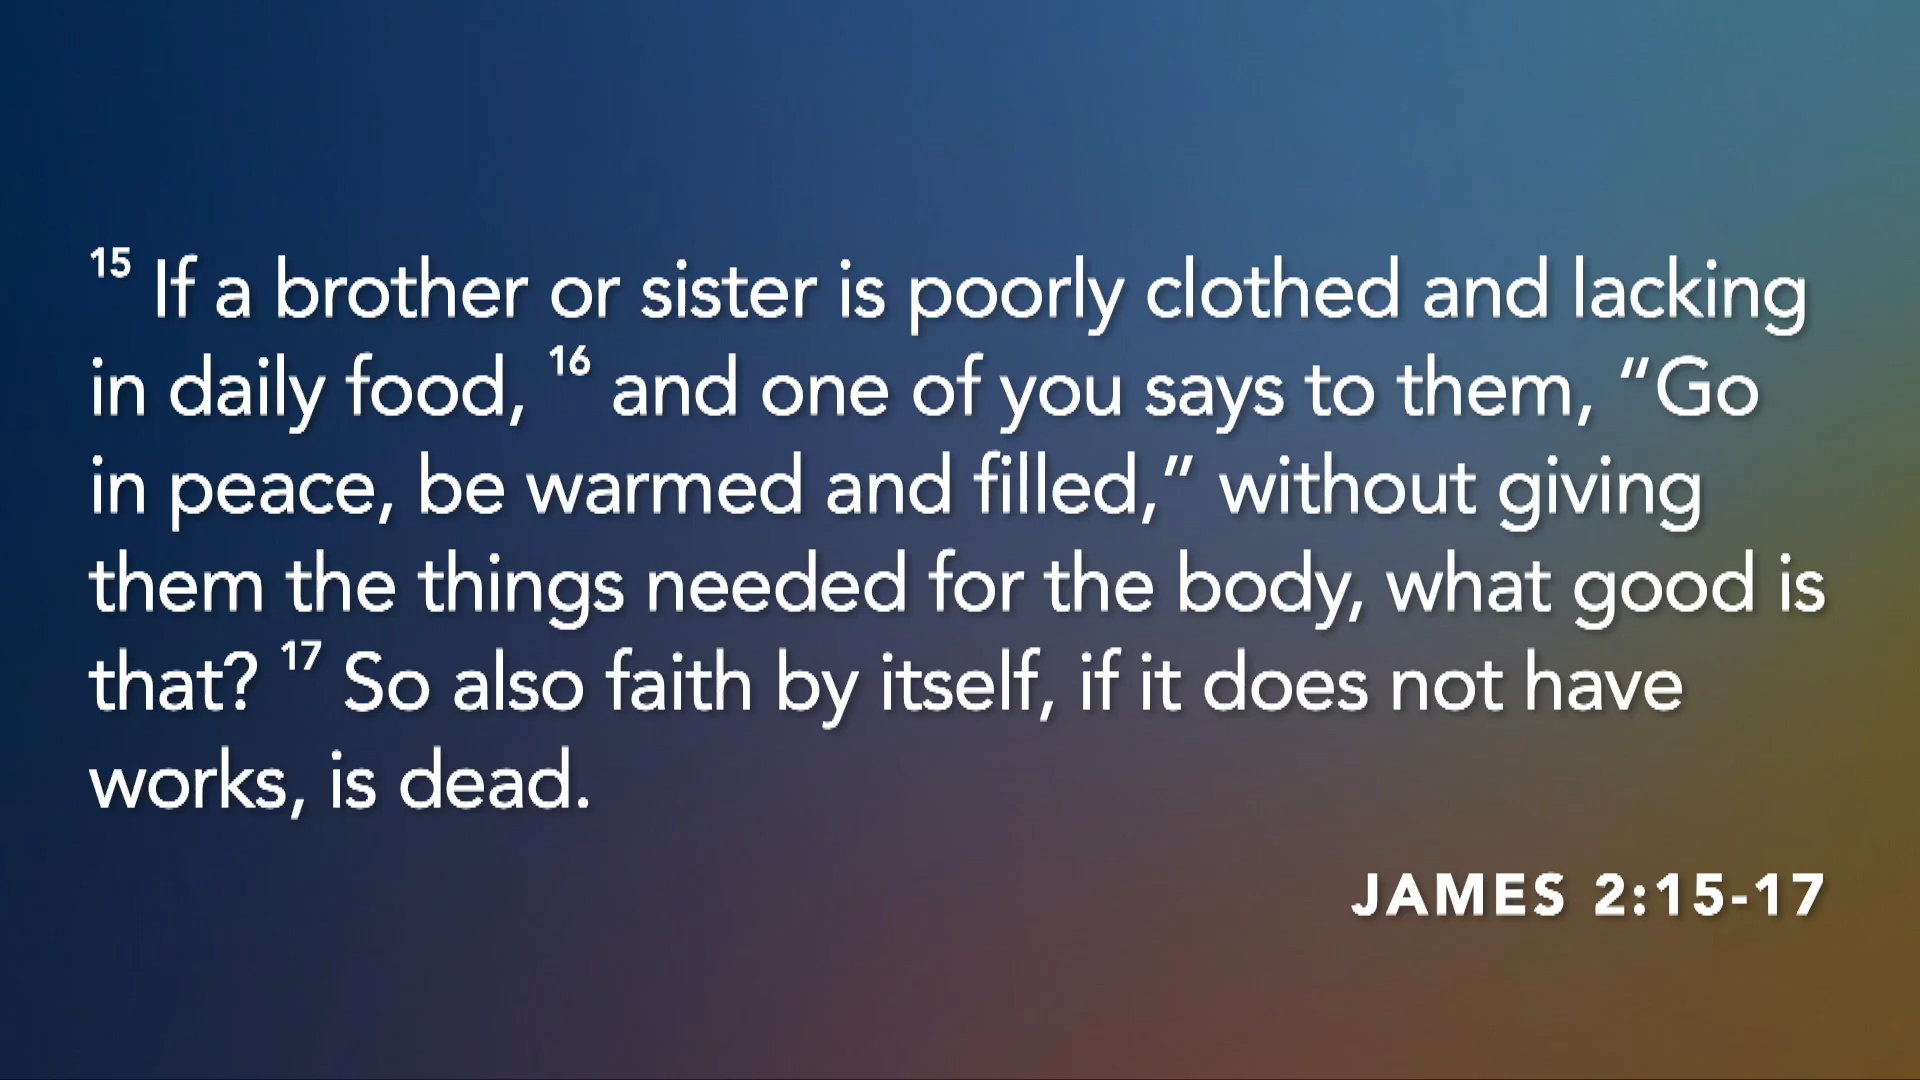 15 If a brother or sister is poorly clothed and lacking
in daily food, 16 and one of you says to them, “Go
in peace, be warmed and filled,” without giving
them the things needed for the body, what good is
that? 17 So also faith by itself, if it does not have
works, is dead.
JAMES 2:15-17